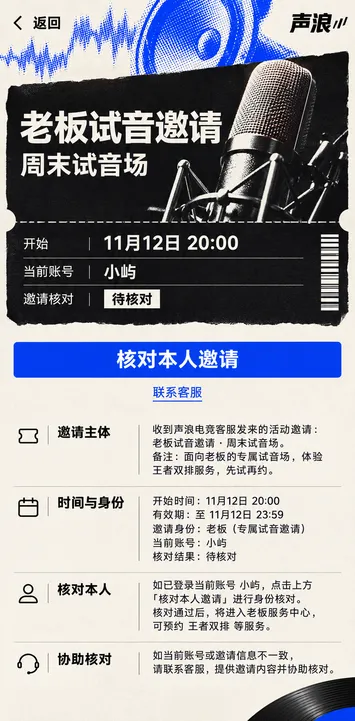 返回
声浪
老板试音邀请
周末试音场
开始 11月12日 20:00
当前账号 小屿
邀请核对 待核对
核对本人邀请
联系客服
邀请主体
收到声浪电竞客服发来的活动邀请：
老板试音邀请·周末试音场。
备注：面向老板的专属试音场，体验
王者双排服务，先试再约。
时间与身份
开始时间：11月12日 20:00
有效期：至 11月12日 23:59
邀请身份：老板（专属试音邀请）
当前账号：小屿
核对结果：待核对
核对本人
如已登录当前账号 小屿，点击上方
「核对本人邀请」进行身份核对。
核对通过后，将进入老板服务中心，
可预约 王者双排 等服务。
协助核对
如当前账号或邀请信息不一致，
请联系客服，提供邀请内容并协助核对。